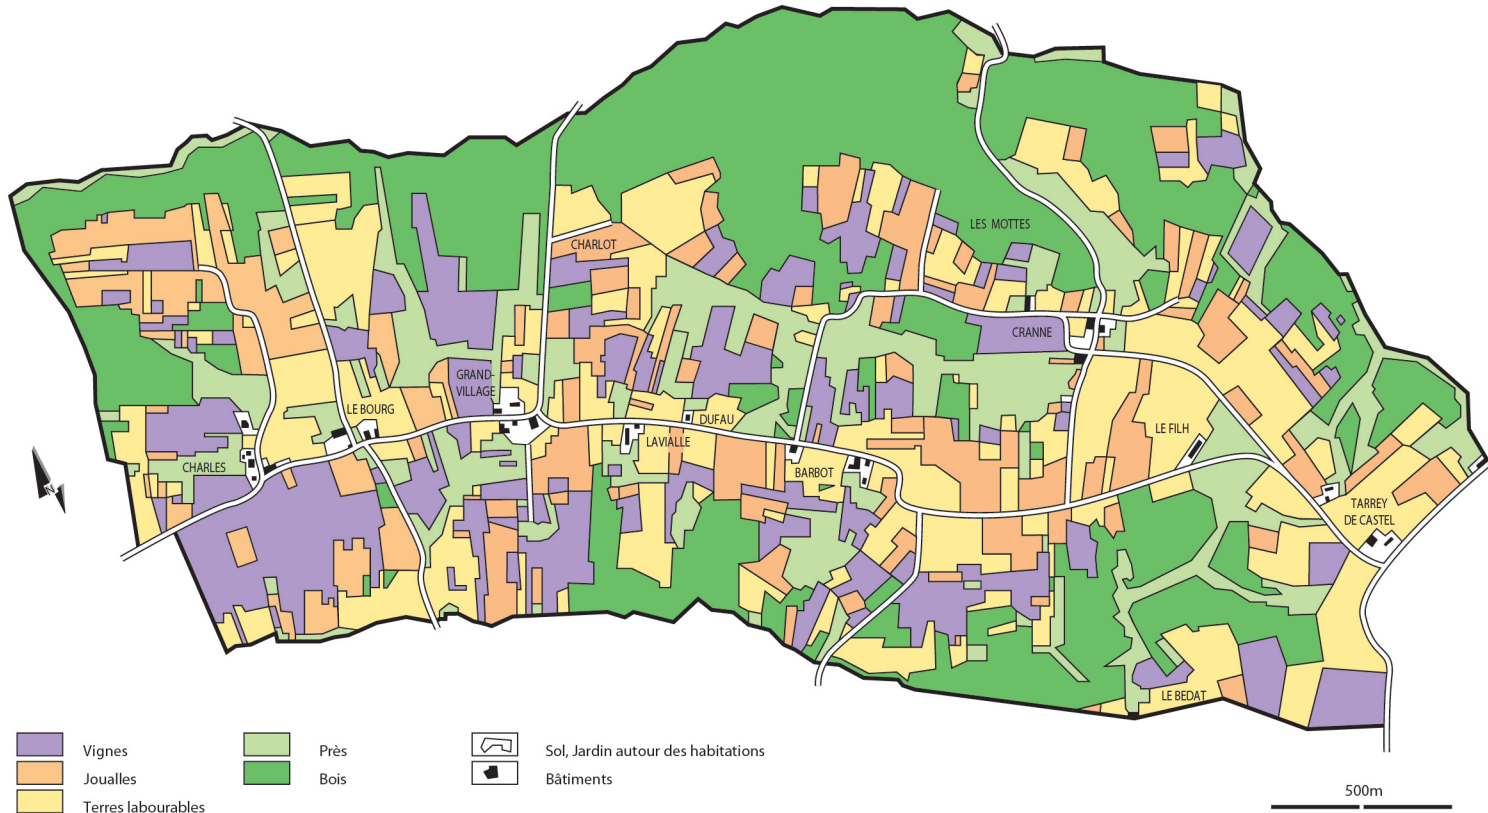 LES MOTTES
CHARLOT
CRANNE
GRAND-
VILLAGE
LE BOURG
DUFAU
LE FILH
LAVIALLE
CHARLES
BARBOT
TARREY
DE CASTEL
N
LE BEDAT
Vignes
Près
Sol, Jardin autour des habitations
Joualles
Bois
Bâtiments
Terres labourables
500m